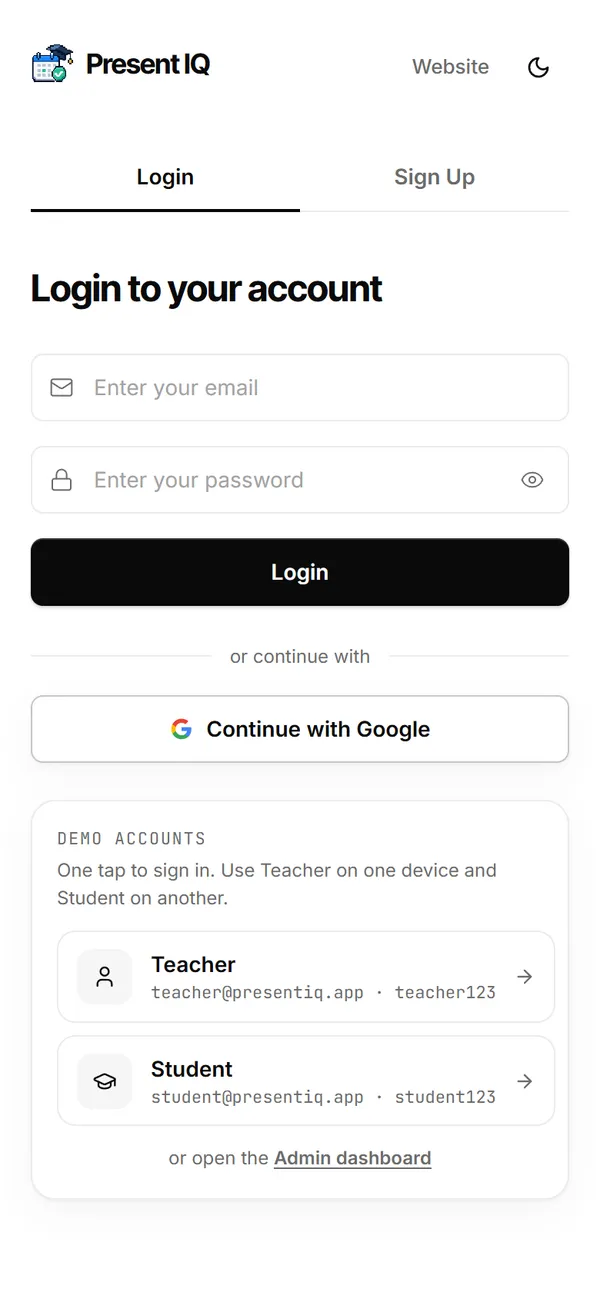 Present IQ
Website
Login
Sign Up
Login to your account
Enter your email
Enter your password
Login
or continue with
Continue with Google
DEMO ACCOUNTS
One tap to sign in. Use Teacher on one device and
Student on another.
Teacher
teacher@presentiq.app · teacher123
Student
student@presentiq.app · student123
or open the Admin dashboard